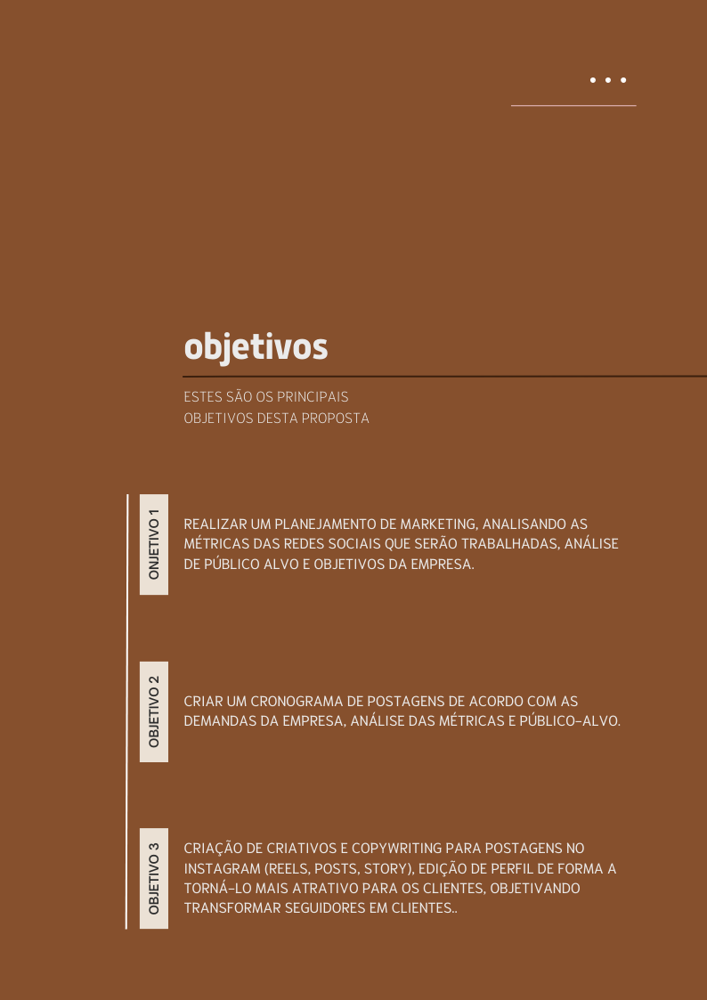 objetivos
ESTES SÃO OS PRINCIPAIS
OBJETIVOS DESTA PROPOSTA
ONJETIVO 1
REALIZAR UM PLANEJAMENTO DE MARKETING, ANALISANDO AS
MÉTRICAS DAS REDES SOCIAIS QUE SERÃO TRABALHADAS, ANÁLISE
DE PÚBLICO ALVO E OBJETIVOS DA EMPRESA.
OBJETIVO 2
CRIAR UM CRONOGRAMA DE POSTAGENS DE ACORDO COM AS
DEMANDAS DA EMPRESA, ANÁLISE DAS MÉTRICAS E PÚBLICO-ALVO.
OBJETIVO 3
CRIAÇÃO DE CRIATIVOS E COPYWRITING PARA POSTAGENS NO
INSTAGRAM (REELS, POSTS, STORY), EDIÇÃO DE PERFIL DE FORMA A
TORNÁ-LO MAIS ATRATIVO PARA OS CLIENTES, OBJETIVANDO
TRANSFORMAR SEGUIDORES EM CLIENTES..